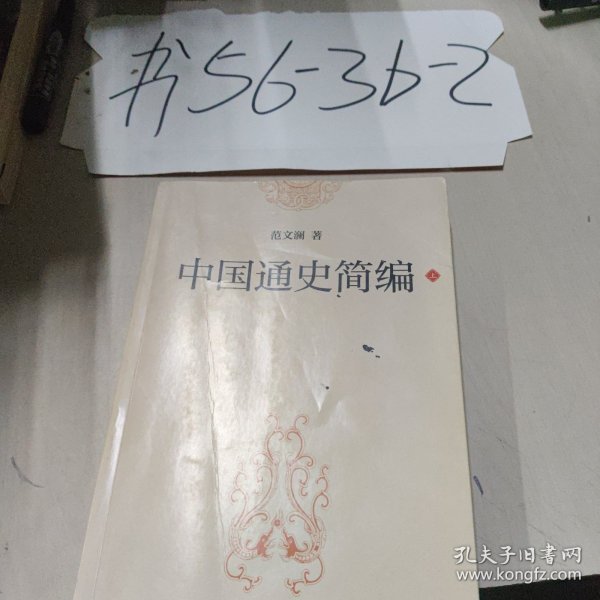 书56-3b-2
范文澜 著
中国通史简编 上
孔夫子旧书网
www.kongfz.com